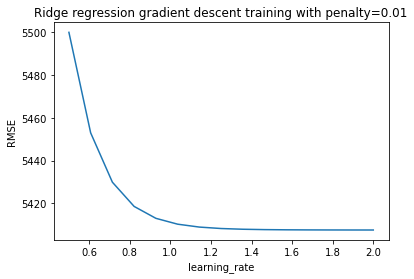 Ridge regression gradient descent training with penalty=0.01
5500
5480
5460
5440
5420
RMSE
0.6 0.8 1.0 1.2 1.4 1.6 1.8 2.0
learning_rate